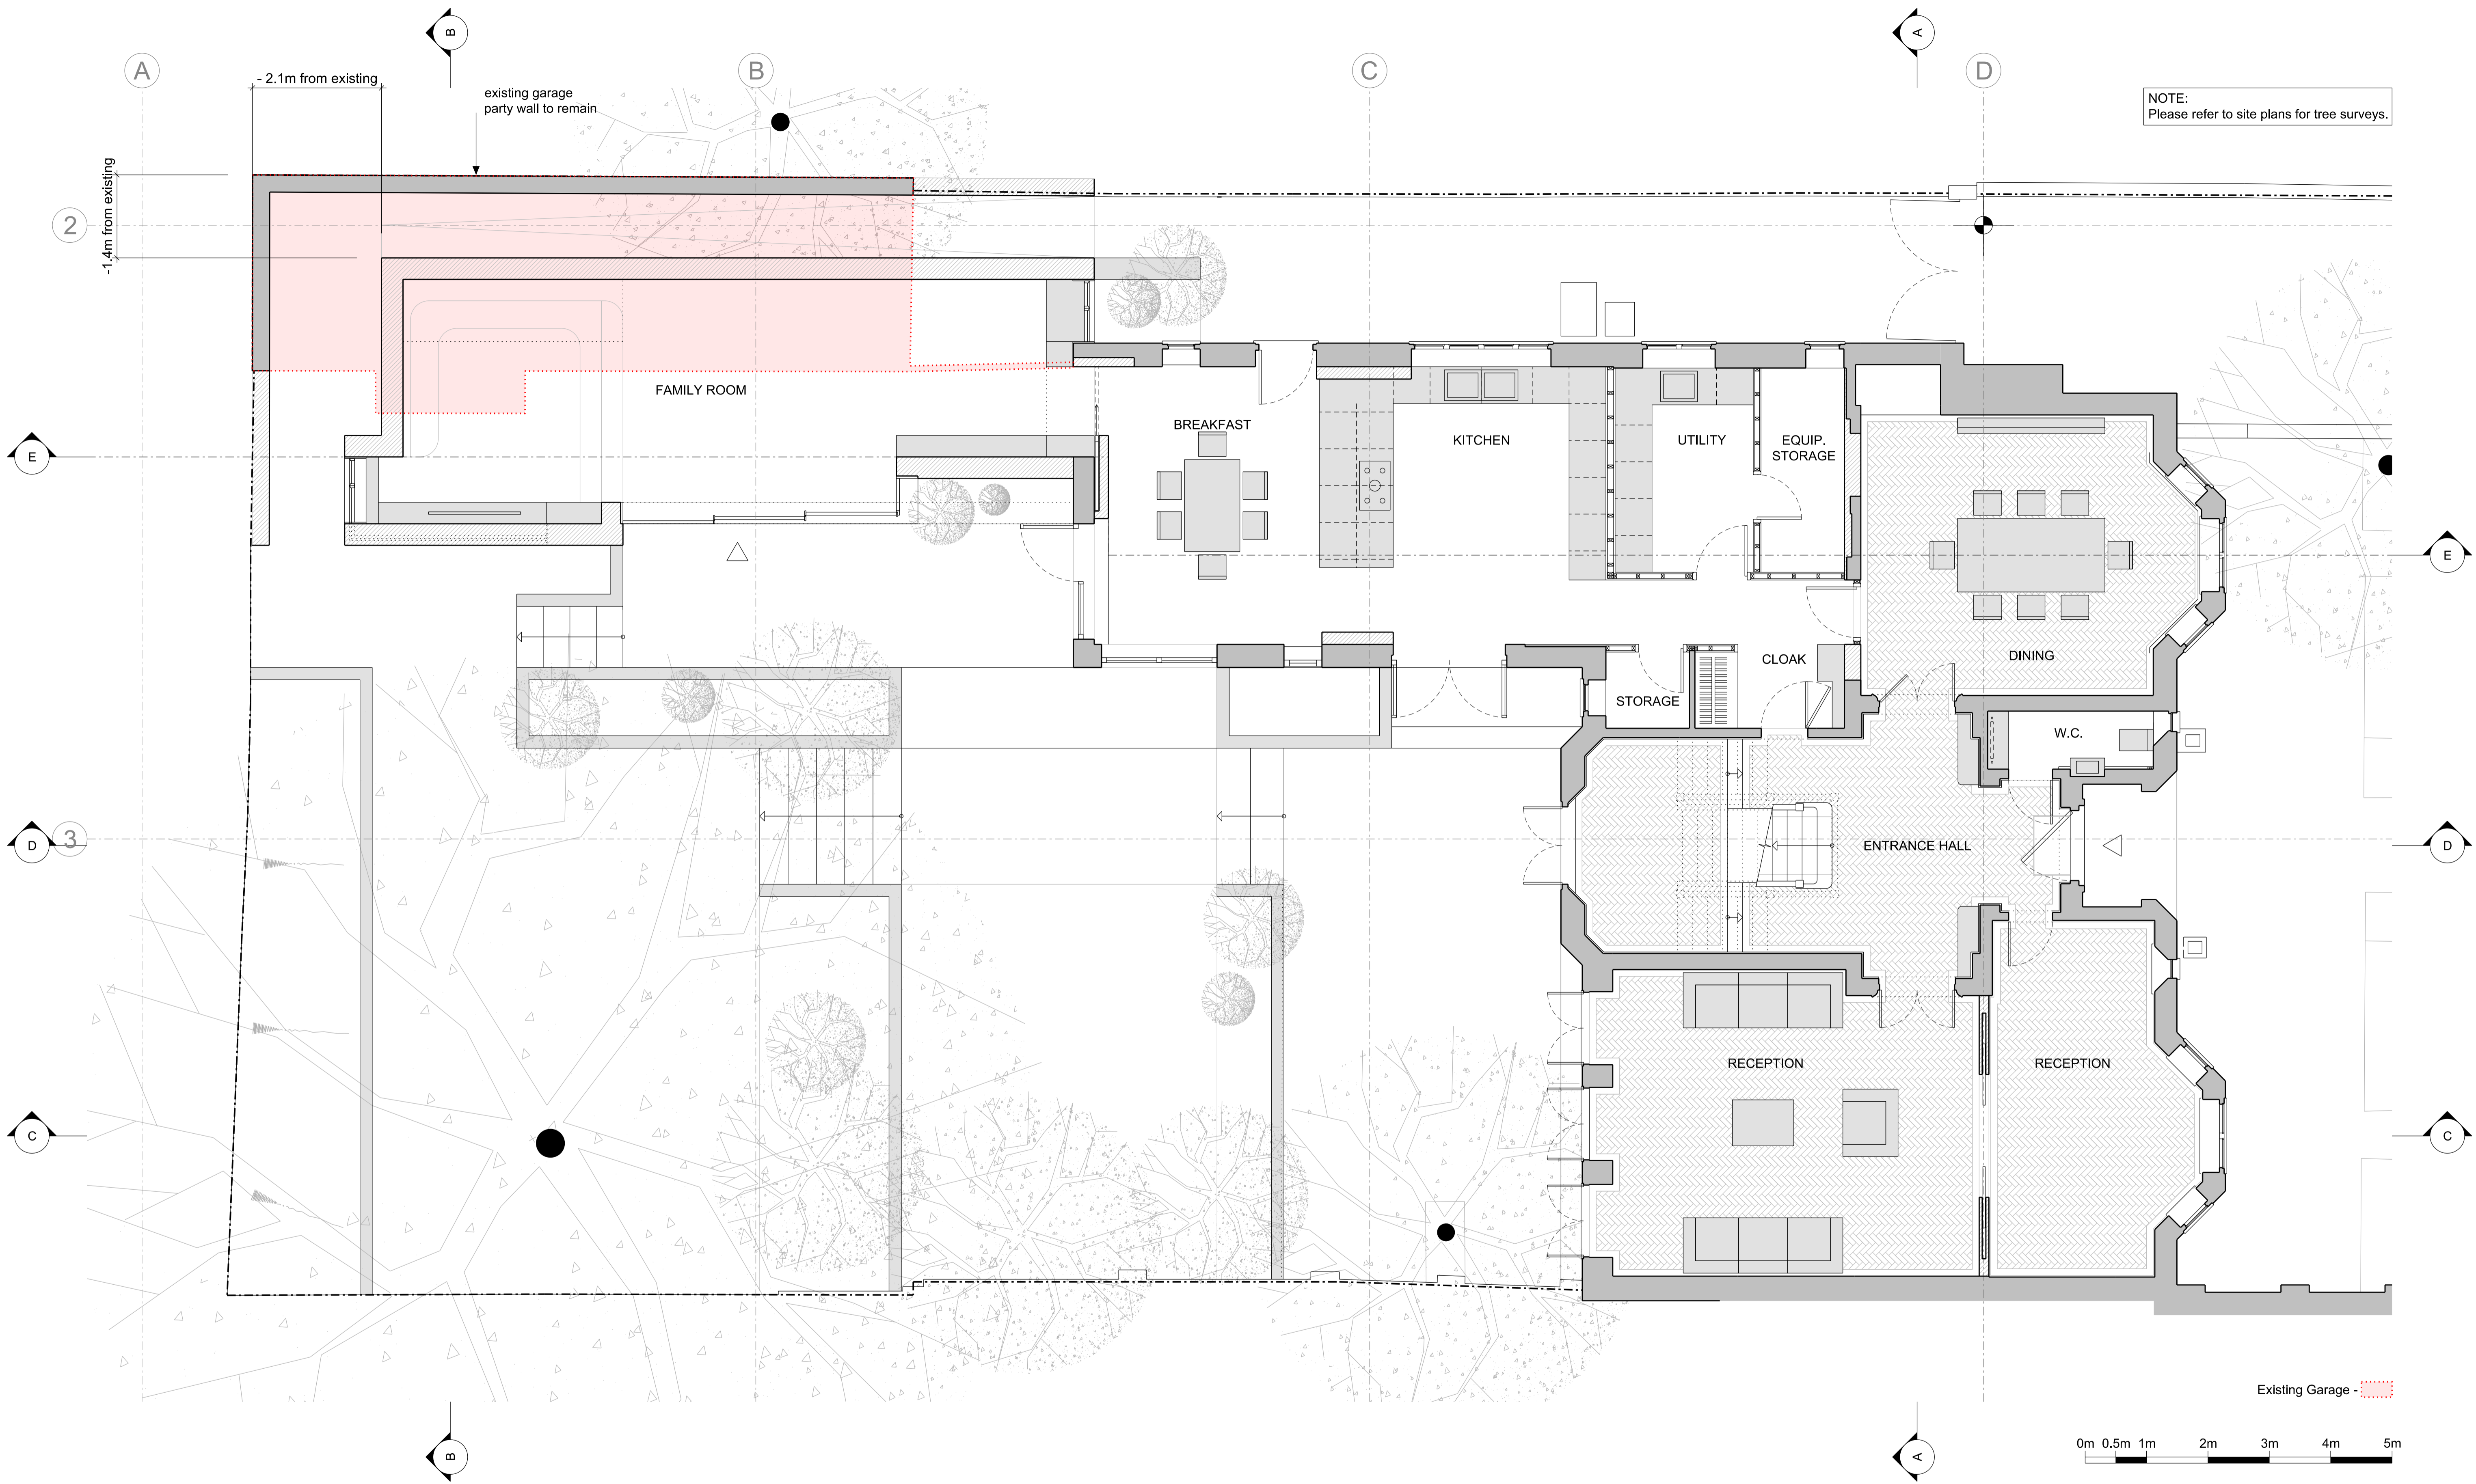 B
A
A
B
C
D
- 2.1m from existing
existing garage
party wall to remain
NOTE:
Please refer to site plans for tree surveys.
-1.4m from existing
2
FAMILY ROOM
BREAKFAST
KITCHEN
UTILITY
EQUIP.
STORAGE
E
E
DINING
CLOAK
STORAGE
W.C.
D
3
ENTRANCE HALL
D
RECEPTION
RECEPTION
C
C
Existing Garage -
0m 0.5m 1m 2m 3m 4m 5m
B
A